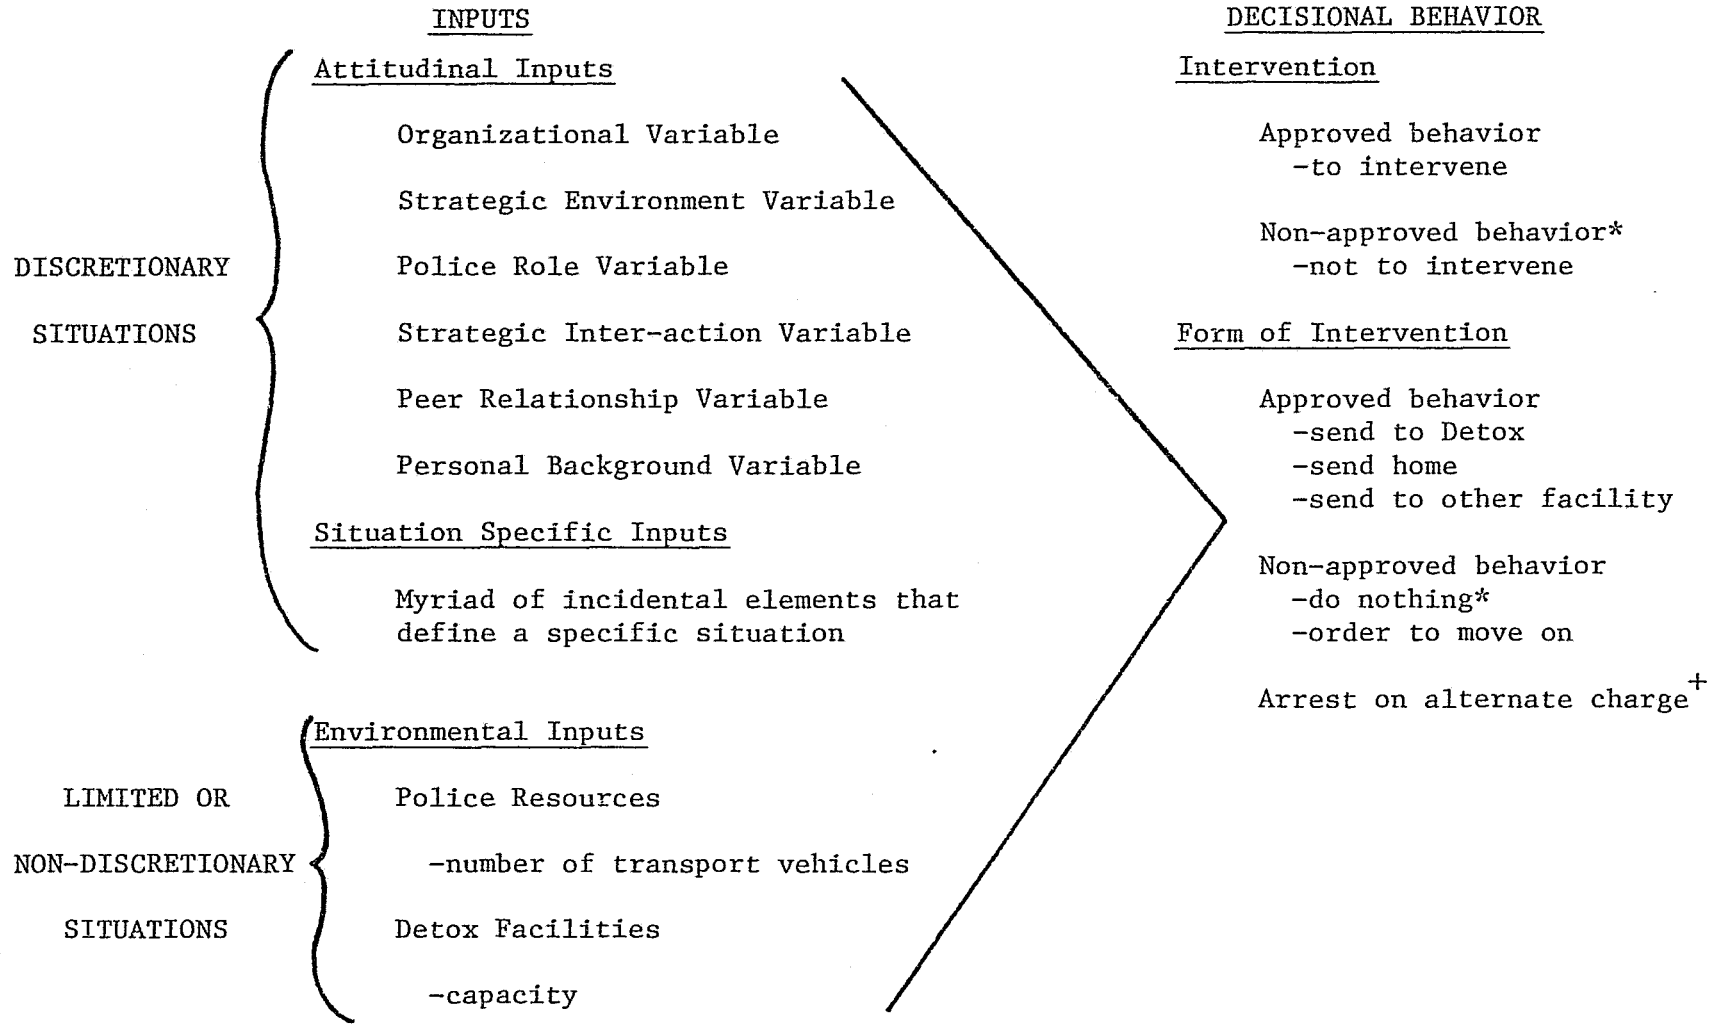 INPUTS
DECISIONAL BEHAVIOR
DISCRETIONARY
SITUATIONS
Attitudinal Inputs
Organizational Variable
Strategic Environment Variable
Police Role Variable
Strategic Inter-action Variable
Peer Relationship Variable
Personal Background Variable
Situation Specific Inputs
Myriad of incidental elements that
define a specific situation
LIMITED OR
NON-DISCRETIONARY
SITUATIONS
Environmental Inputs
Police Resources
-number of transport vehicles
Detox Facilities
-capacity
Intervention
Approved behavior
-to intervene
Non-approved behavior*
-not to intervene
Form of Intervention
Approved behavior
-send to Detox
-send home
-send to other facility
Non-approved behavior
-do nothing*
-order to move on
Arrest on alternate charge+